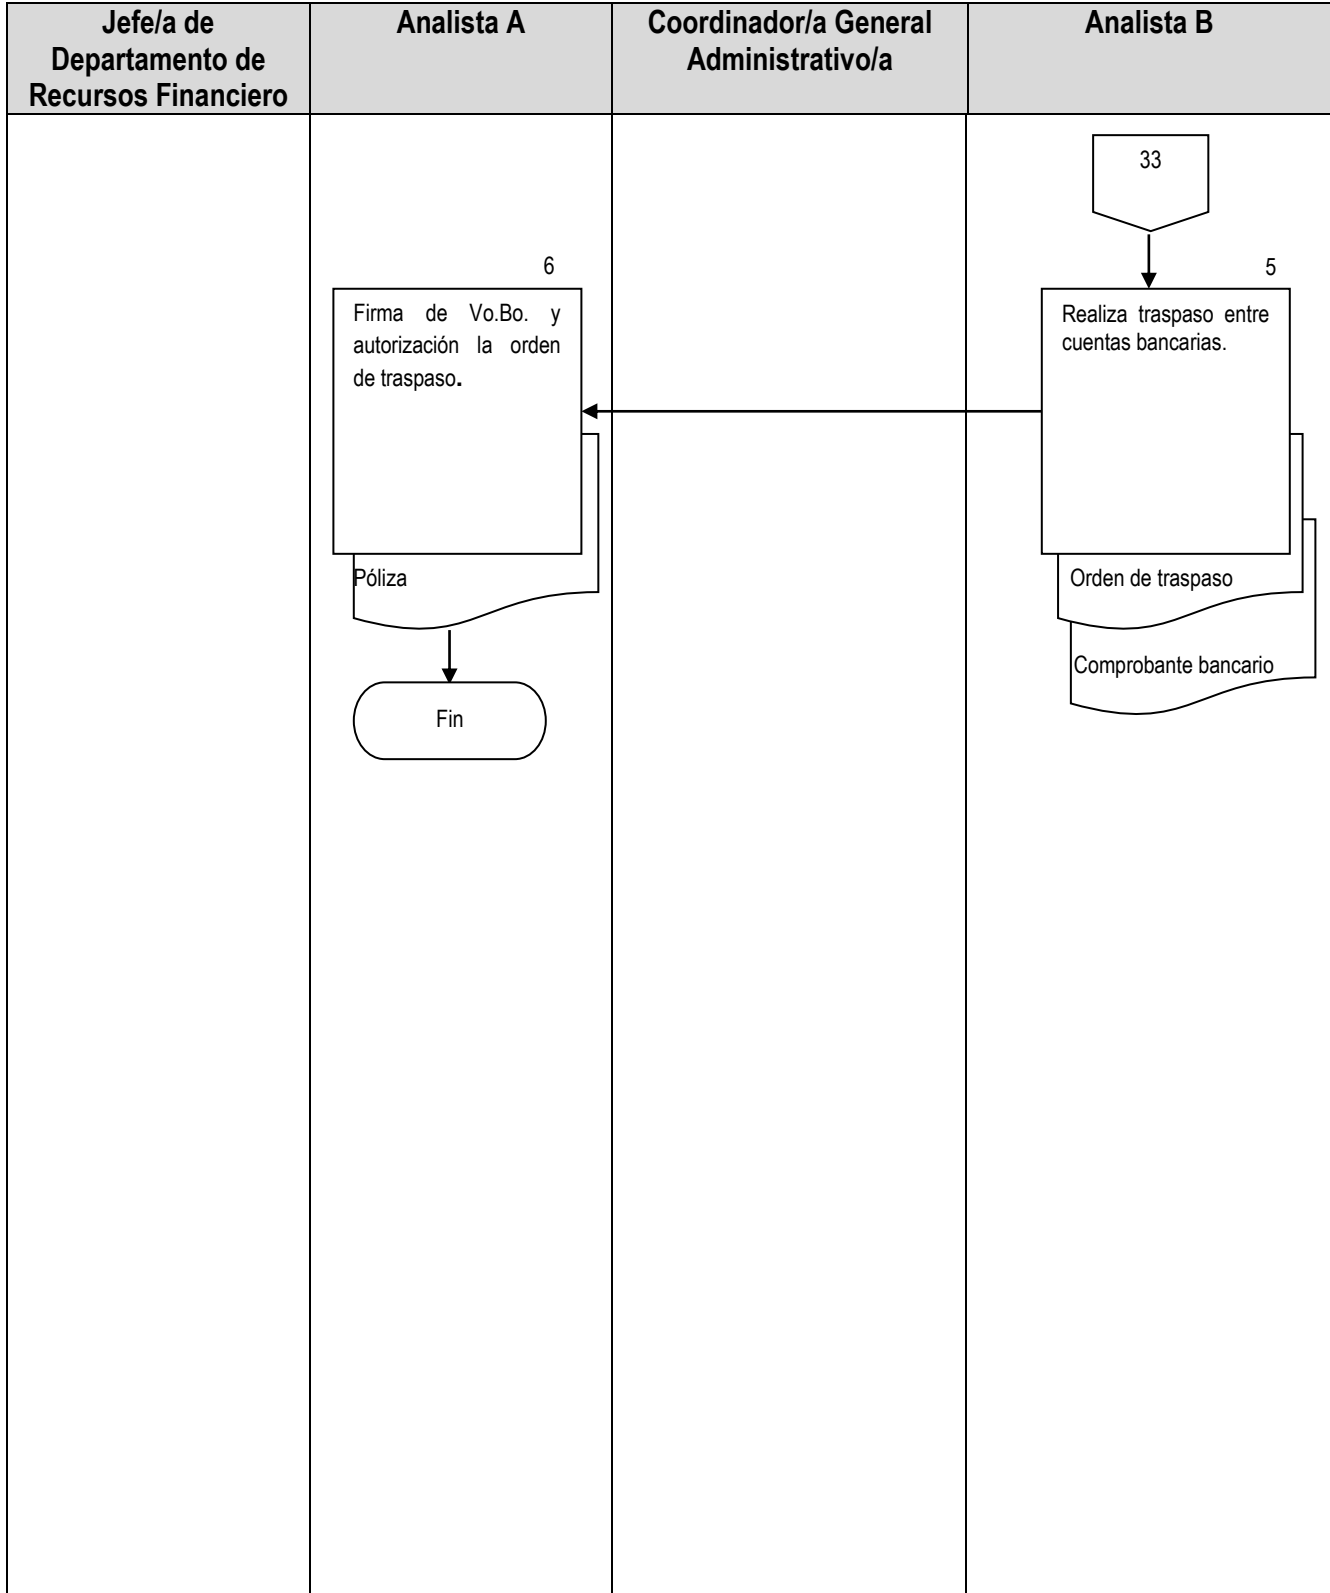 Jefe/a de
Departamento de
Recursos Financiero
Analista A
Coordinador/a General
Administrativo/a
Analista B
33
6
5
Firma de Vo.Bo. y
autorización la orden
de traspaso.
Realiza traspaso entre
cuentas bancarias.
Póliza
Orden de traspaso
Comprobante bancario
Fin